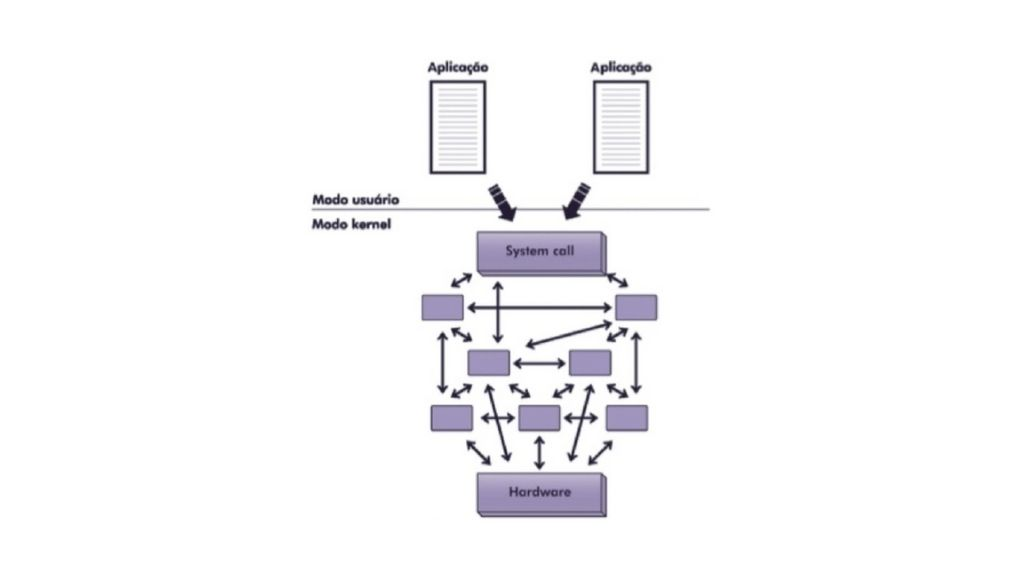 Aplicação
Aplicação
Modo usuário
Modo kernel
System call
Hardware